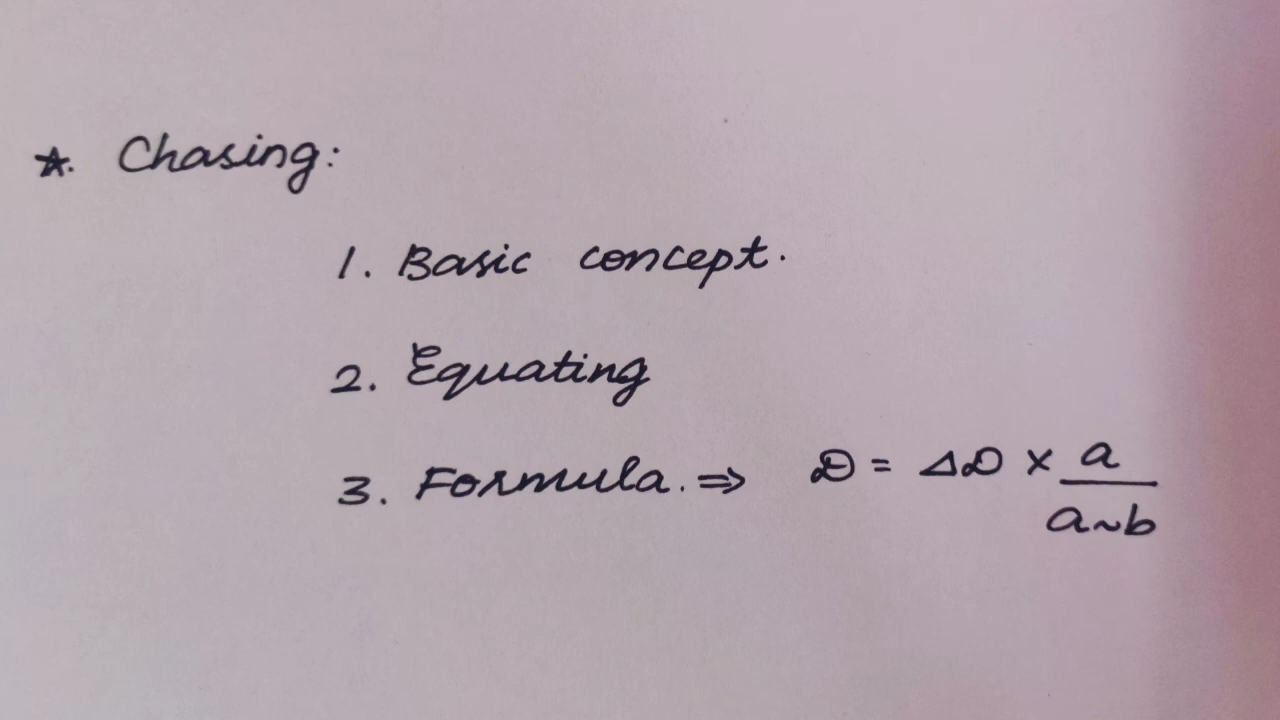 ★. Chasing:
1. Basic concept.
2. Equating
3. Formula. ⇒ D = ΔD × a/a~b